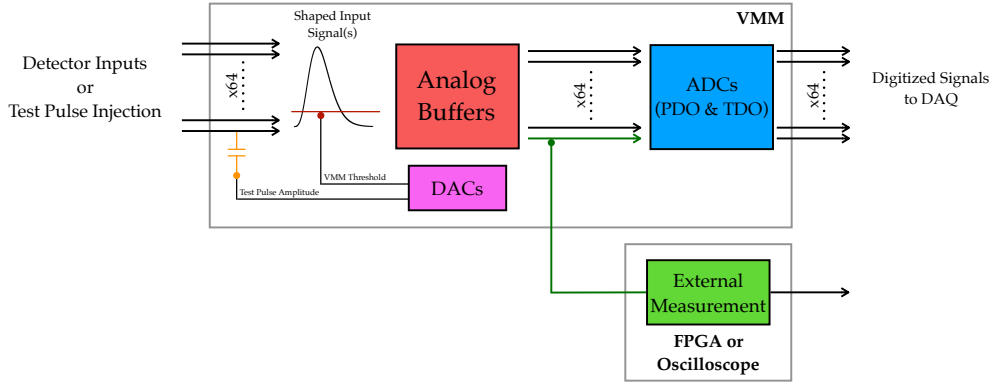 Shaped Input
Signal(s)
VMM
Detector Inputs
or
Test Pulse Injection
x64
Analog
Buffers
x64
ADCs
(PDO & TDO)
x64
Digitized Signals
to DAQ
VMM Threshold
Test Pulse Amplitude
DACs
External
Measurement
FPGA or
Oscilloscope